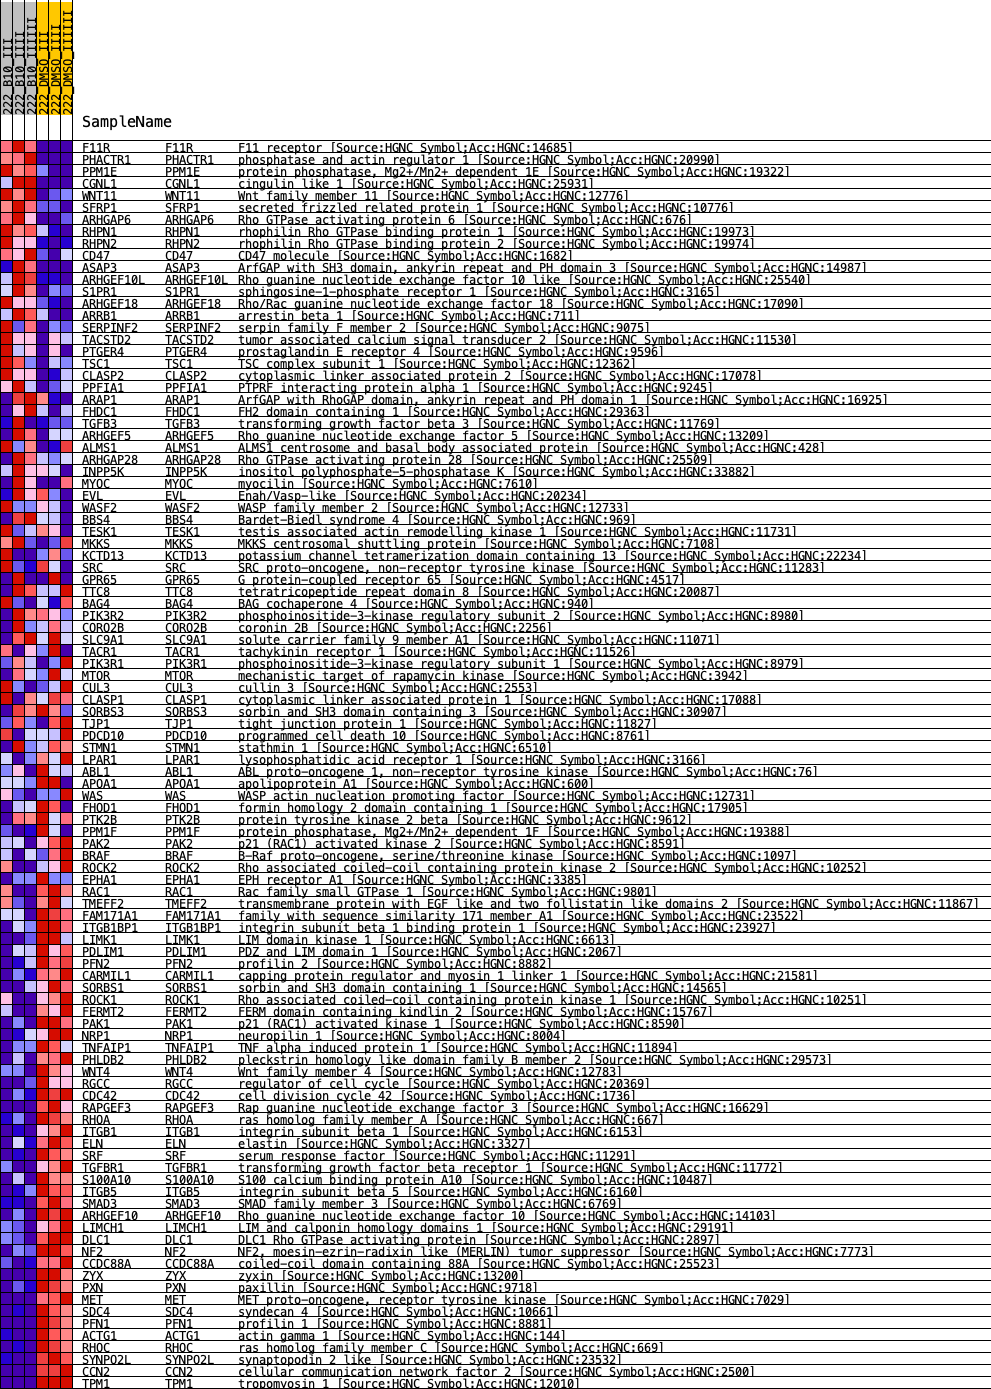 222_B10_III
222_B10_IIII
222_B10_IIIIII
222_DMSO_III
222_DMSO_IIII
222_DMSO_IIIIII
SampleName
F11R F11R F11 receptor [Source:HGNC Symbol;Acc:HGNC:14685]
PHACTR1 PHACTR1 phosphatase and actin regulator 1 [Source:HGNC Symbol;Acc:HGNC:20990]
PPM1E PPM1E protein phosphatase, Mg2+/Mn2+ dependent 1E [Source:HGNC Symbol;Acc:HGNC:19322]
CGNL1 CGNL1 cingulin like 1 [Source:HGNC Symbol;Acc:HGNC:25931]
WNT11 WNT11 Wnt family member 11 [Source:HGNC Symbol;Acc:HGNC:12776]
SFRP1 SFRP1 secreted frizzled related protein 1 [Source:HGNC Symbol;Acc:HGNC:10776]
ARHGAP6 ARHGAP6 Rho GTPase activating protein 6 [Source:HGNC Symbol;Acc:HGNC:676]
RHPN1 RHPN1 rhophilin Rho GTPase binding protein 1 [Source:HGNC Symbol;Acc:HGNC:19973]
RHPN2 RHPN2 rhophilin Rho GTPase binding protein 2 [Source:HGNC Symbol;Acc:HGNC:19974]
CD47 CD47 CD47 molecule [Source:HGNC Symbol;Acc:HGNC:1682]
ASAP3 ASAP3 ArfGAP with SH3 domain, ankyrin repeat and PH domain 3 [Source:HGNC Symbol;Acc:HGNC:14987]
ARHGEF10L ARHGEF10L Rho guanine nucleotide exchange factor 10 like [Source:HGNC Symbol;Acc:HGNC:25540]
S1PR1 S1PR1 sphingosine-1-phosphate receptor 1 [Source:HGNC Symbol;Acc:HGNC:3165]
ARHGEF18 ARHGEF18 Rho/Rac guanine nucleotide exchange factor 18 [Source:HGNC Symbol;Acc:HGNC:17090]
ARRB1 ARRB1 arrestin beta 1 [Source:HGNC Symbol;Acc:HGNC:711]
SERPINF2 SERPINF2 serpin family F member 2 [Source:HGNC Symbol;Acc:HGNC:9075]
TACSTD2 TACSTD2 tumor associated calcium signal transducer 2 [Source:HGNC Symbol;Acc:HGNC:11530]
PTGER4 PTGER4 prostaglandin E receptor 4 [Source:HGNC Symbol;Acc:HGNC:9596]
TSC1 TSC1 TSC complex subunit 1 [Source:HGNC Symbol;Acc:HGNC:12362]
CLASP2 CLASP2 cytoplasmic linker associated protein 2 [Source:HGNC Symbol;Acc:HGNC:17078]
PPFIA1 PPFIA1 PTPRF interacting protein alpha 1 [Source:HGNC Symbol;Acc:HGNC:9245]
ARAP1 ARAP1 ArfGAP with RhoGAP domain, ankyrin repeat and PH domain 1 [Source:HGNC Symbol;Acc:HGNC:16925]
FHDC1 FHDC1 FH2 domain containing 1 [Source:HGNC Symbol;Acc:HGNC:29363]
TGFB3 TGFB3 transforming growth factor beta 3 [Source:HGNC Symbol;Acc:HGNC:11769]
ARHGEF5 ARHGEF5 Rho guanine nucleotide exchange factor 5 [Source:HGNC Symbol;Acc:HGNC:13209]
ALMS1 ALMS1 ALMS1 centrosome and basal body associated protein [Source:HGNC Symbol;Acc:HGNC:428]
ARHGAP28 ARHGAP28 Rho GTPase activating protein 28 [Source:HGNC Symbol;Acc:HGNC:25509]
INPP5K INPP5K inositol polyphosphate-5-phosphatase K [Source:HGNC Symbol;Acc:HGNC:33882]
MYOC MYOC myocilin [Source:HGNC Symbol;Acc:HGNC:7610]
EVL EVL Enah/Vasp-like [Source:HGNC Symbol;Acc:HGNC:20234]
WASF2 WASF2 WASP family member 2 [Source:HGNC Symbol;Acc:HGNC:12733]
BBS4 BBS4 Bardet-Biedl syndrome 4 [Source:HGNC Symbol;Acc:HGNC:969]
TESK1 TESK1 testis associated actin remodelling kinase 1 [Source:HGNC Symbol;Acc:HGNC:11731]
MKKS MKKS MKKS centrosomal shuttling protein [Source:HGNC Symbol;Acc:HGNC:7108]
KCTD13 KCTD13 potassium channel tetramerization domain containing 13 [Source:HGNC Symbol;Acc:HGNC:22234]
SRC SRC SRC proto-oncogene, non-receptor tyrosine kinase [Source:HGNC Symbol;Acc:HGNC:11283]
GPR65 GPR65 G protein-coupled receptor 65 [Source:HGNC Symbol;Acc:HGNC:4517]
TTC8 TTC8 tetratricopeptide repeat domain 8 [Source:HGNC Symbol;Acc:HGNC:20087]
BAG4 BAG4 BAG cochaperone 4 [Source:HGNC Symbol;Acc:HGNC:940]
PIK3R2 PIK3R2 phosphoinositide-3-kinase regulatory subunit 2 [Source:HGNC Symbol;Acc:HGNC:8980]
CORO2B CORO2B coronin 2B [Source:HGNC Symbol;Acc:HGNC:2256]
SLC9A1 SLC9A1 solute carrier family 9 member A1 [Source:HGNC Symbol;Acc:HGNC:11071]
TACR1 TACR1 tachykinin receptor 1 [Source:HGNC Symbol;Acc:HGNC:11526]
PIK3R1 PIK3R1 phosphoinositide-3-kinase regulatory subunit 1 [Source:HGNC Symbol;Acc:HGNC:8979]
MTOR MTOR mechanistic target of rapamycin kinase [Source:HGNC Symbol;Acc:HGNC:3942]
CUL3 CUL3 cullin 3 [Source:HGNC Symbol;Acc:HGNC:2553]
CLASP1 CLASP1 cytoplasmic linker associated protein 1 [Source:HGNC Symbol;Acc:HGNC:17088]
SORBS3 SORBS3 sorbin and SH3 domain containing 3 [Source:HGNC Symbol;Acc:HGNC:30907]
TJP1 TJP1 tight junction protein 1 [Source:HGNC Symbol;Acc:HGNC:11827]
PDCD10 PDCD10 programmed cell death 10 [Source:HGNC Symbol;Acc:HGNC:8761]
STMN1 STMN1 stathmin 1 [Source:HGNC Symbol;Acc:HGNC:6510]
LPAR1 LPAR1 lysophosphatidic acid receptor 1 [Source:HGNC Symbol;Acc:HGNC:3166]
ABL1 ABL1 ABL proto-oncogene 1, non-receptor tyrosine kinase [Source:HGNC Symbol;Acc:HGNC:76]
APOA1 APOA1 apolipoprotein A1 [Source:HGNC Symbol;Acc:HGNC:600]
WAS WAS WASP actin nucleation promoting factor [Source:HGNC Symbol;Acc:HGNC:12731]
FHOD1 FHOD1 formin homology 2 domain containing 1 [Source:HGNC Symbol;Acc:HGNC:17905]
PTK2B PTK2B protein tyrosine kinase 2 beta [Source:HGNC Symbol;Acc:HGNC:9612]
PPM1F PPM1F protein phosphatase, Mg2+/Mn2+ dependent 1F [Source:HGNC Symbol;Acc:HGNC:19388]
PAK2 PAK2 p21 (RAC1) activated kinase 2 [Source:HGNC Symbol;Acc:HGNC:8591]
BRAF BRAF B-Raf proto-oncogene, serine/threonine kinase [Source:HGNC Symbol;Acc:HGNC:1097]
ROCK2 ROCK2 Rho associated coiled-coil containing protein kinase 2 [Source:HGNC Symbol;Acc:HGNC:10252]
EPHA1 EPHA1 EPH receptor A1 [Source:HGNC Symbol;Acc:HGNC:3385]
RAC1 RAC1 Rac family small GTPase 1 [Source:HGNC Symbol;Acc:HGNC:9801]
TMEFF2 TMEFF2 transmembrane protein with EGF like and two follistatin like domains 2 [Source:HGNC Symbol;Acc:HGNC:11867]
FAM171A1 FAM171A1 family with sequence similarity 171 member A1 [Source:HGNC Symbol;Acc:HGNC:23522]
ITGB1BP1 ITGB1BP1 integrin subunit beta 1 binding protein 1 [Source:HGNC Symbol;Acc:HGNC:23927]
LIMK1 LIMK1 LIM domain kinase 1 [Source:HGNC Symbol;Acc:HGNC:6613]
PDLIM1 PDLIM1 PDZ and LIM domain 1 [Source:HGNC Symbol;Acc:HGNC:2067]
PFN2 PFN2 profilin 2 [Source:HGNC Symbol;Acc:HGNC:8882]
CARMIL1 CARMIL1 capping protein regulator and myosin 1 linker 1 [Source:HGNC Symbol;Acc:HGNC:21581]
SORBS1 SORBS1 sorbin and SH3 domain containing 1 [Source:HGNC Symbol;Acc:HGNC:14565]
ROCK1 ROCK1 Rho associated coiled-coil containing protein kinase 1 [Source:HGNC Symbol;Acc:HGNC:10251]
FERMT2 FERMT2 FERM domain containing kindlin 2 [Source:HGNC Symbol;Acc:HGNC:15767]
PAK1 PAK1 p21 (RAC1) activated kinase 1 [Source:HGNC Symbol;Acc:HGNC:8590]
NRP1 NRP1 neuropilin 1 [Source:HGNC Symbol;Acc:HGNC:8004]
TNFAIP1 TNFAIP1 TNF alpha induced protein 1 [Source:HGNC Symbol;Acc:HGNC:11894]
PHLDB2 PHLDB2 pleckstrin homology like domain family B member 2 [Source:HGNC Symbol;Acc:HGNC:29573]
WNT4 WNT4 Wnt family member 4 [Source:HGNC Symbol;Acc:HGNC:12783]
RGCC RGCC regulator of cell cycle [Source:HGNC Symbol;Acc:HGNC:20369]
CDC42 CDC42 cell division cycle 42 [Source:HGNC Symbol;Acc:HGNC:1736]
RAPGEF3 RAPGEF3 Rap guanine nucleotide exchange factor 3 [Source:HGNC Symbol;Acc:HGNC:16629]
RHOA RHOA ras homolog family member A [Source:HGNC Symbol;Acc:HGNC:667]
ITGB1 ITGB1 integrin subunit beta 1 [Source:HGNC Symbol;Acc:HGNC:6153]
ELN ELN elastin [Source:HGNC Symbol;Acc:HGNC:3327]
SRF SRF serum response factor [Source:HGNC Symbol;Acc:HGNC:11291]
TGFBR1 TGFBR1 transforming growth factor beta receptor 1 [Source:HGNC Symbol;Acc:HGNC:11772]
S100A10 S100A10 S100 calcium binding protein A10 [Source:HGNC Symbol;Acc:HGNC:10487]
ITGB5 ITGB5 integrin subunit beta 5 [Source:HGNC Symbol;Acc:HGNC:6160]
SMAD3 SMAD3 SMAD family member 3 [Source:HGNC Symbol;Acc:HGNC:6769]
ARHGEF10 ARHGEF10 Rho guanine nucleotide exchange factor 10 [Source:HGNC Symbol;Acc:HGNC:14103]
LIMCH1 LIMCH1 LIM and calponin homology domains 1 [Source:HGNC Symbol;Acc:HGNC:29191]
DLC1 DLC1 DLC1 Rho GTPase activating protein [Source:HGNC Symbol;Acc:HGNC:2897]
NF2 NF2 NF2, moesin-ezrin-radixin like (MERLIN) tumor suppressor [Source:HGNC Symbol;Acc:HGNC:7773]
CCDC88A CCDC88A coiled-coil domain containing 88A [Source:HGNC Symbol;Acc:HGNC:25523]
ZYX ZYX zyxin [Source:HGNC Symbol;Acc:HGNC:13200]
PXN PXN paxillin [Source:HGNC Symbol;Acc:HGNC:9718]
MET MET MET proto-oncogene, receptor tyrosine kinase [Source:HGNC Symbol;Acc:HGNC:7029]
SDC4 SDC4 syndecan 4 [Source:HGNC Symbol;Acc:HGNC:10661]
PFN1 PFN1 profilin 1 [Source:HGNC Symbol;Acc:HGNC:8881]
ACTG1 ACTG1 actin gamma 1 [Source:HGNC Symbol;Acc:HGNC:144]
RHOC RHOC ras homolog family member C [Source:HGNC Symbol;Acc:HGNC:669]
SYNPO2L SYNPO2L synaptopodin 2 like [Source:HGNC Symbol;Acc:HGNC:23532]
CCN2 CCN2 cellular communication network factor 2 [Source:HGNC Symbol;Acc:HGNC:2500]
TPM1 TPM1 tropomyosin 1 [Source:HGNC Symbol;Acc:HGNC:12010]